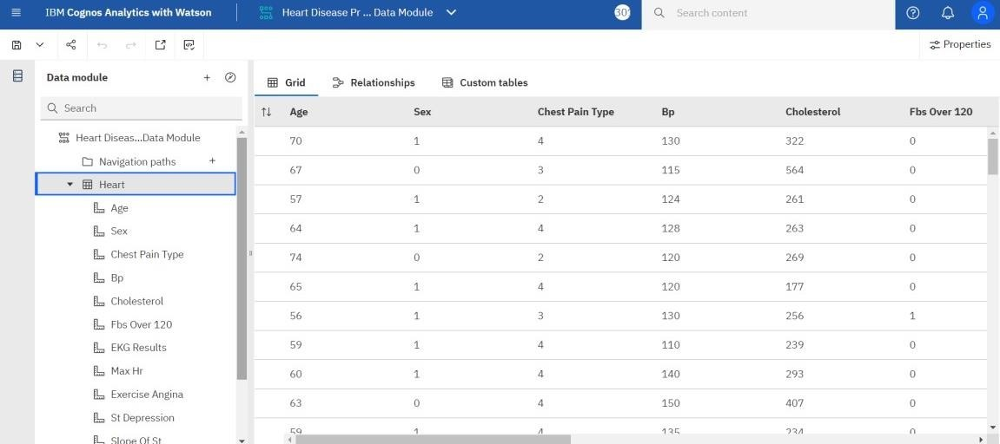 IBM Cognos Analytics with Watson
Heart Disease Pr ... Data Module
Search content
Properties
Data module
Search
Heart Diseas...Data Module
Navigation paths
Heart
Age
Sex
Chest Pain Type
Bp
Cholesterol
Fbs Over 120
EKG Results
Max Hr
Exercise Angina
St Depression
Slope Of St
Grid Relationships Custom tables
Age Sex Chest Pain Type Bp Cholesterol Fbs Over 120
70 1 4 130 322 0
67 0 3 115 564 0
57 1 2 124 261 0
64 1 4 128 263 0
74 0 2 120 269 0
65 1 4 120 177 0
56 1 3 130 256 1
59 1 4 110 239 0
60 1 4 140 293 0
63 0 4 150 407 0
59 1 4 135 234 0